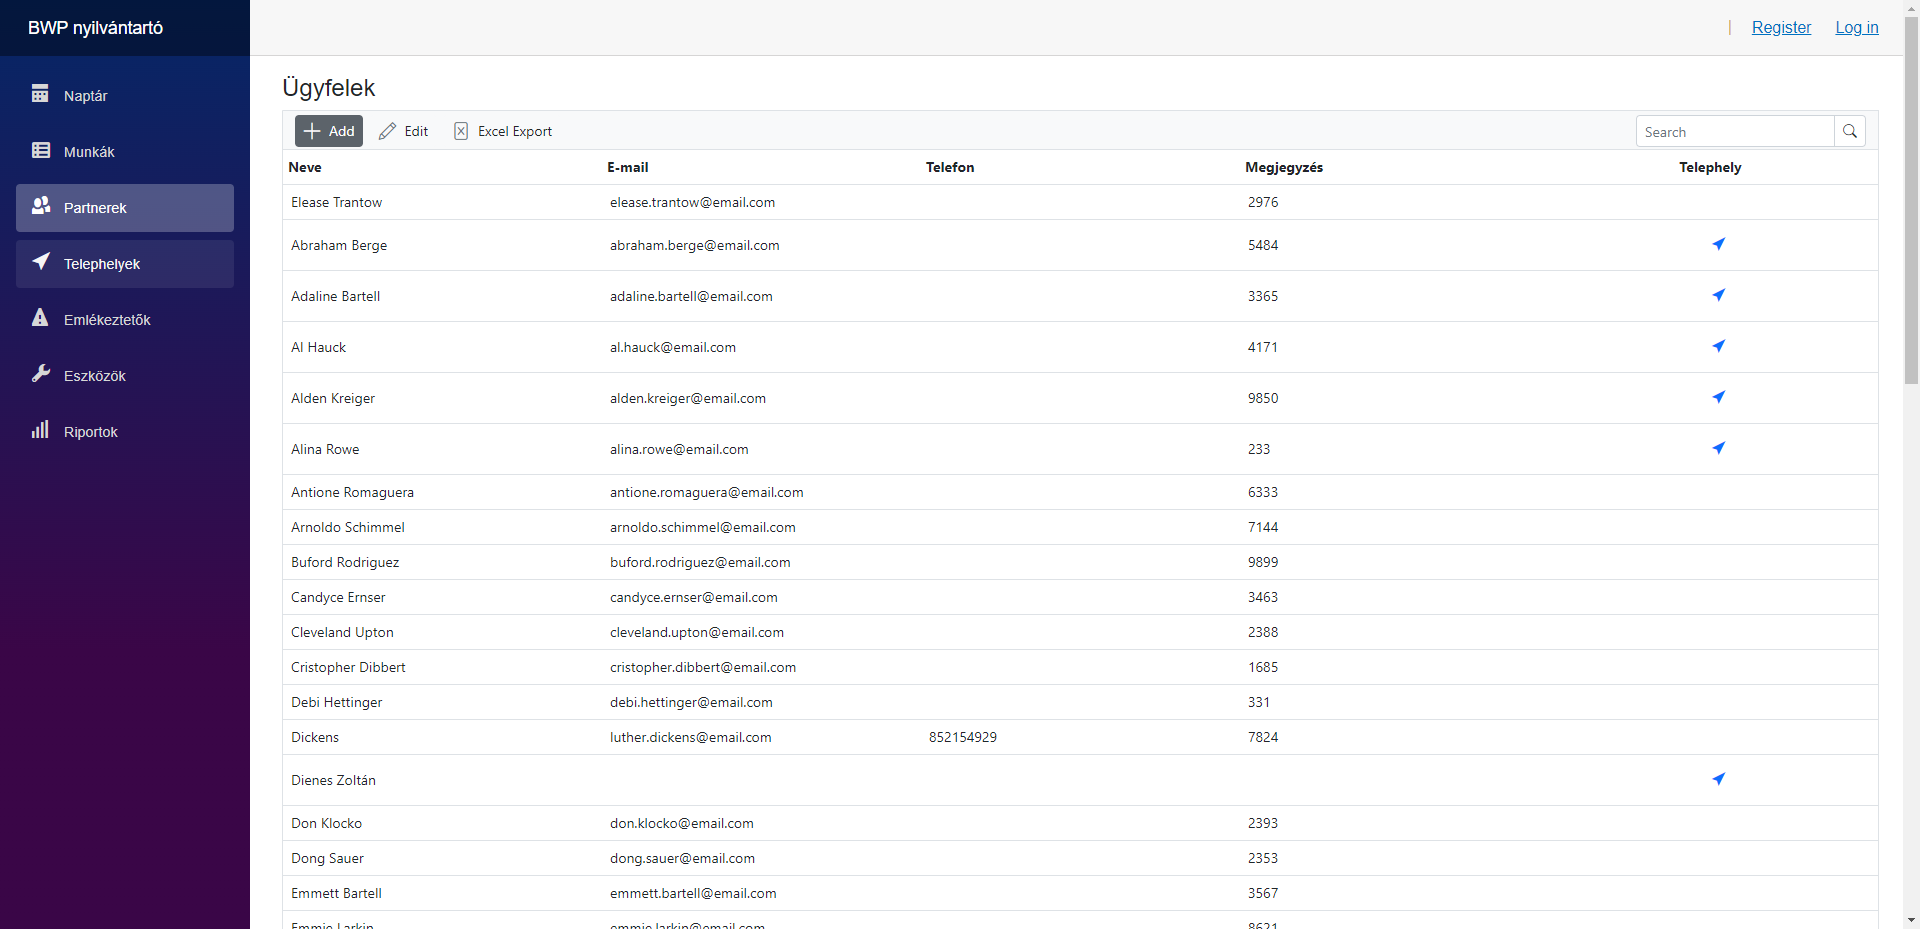 BWP nyilvántartó
| Register Log in
Naptár
Munkák
Partnerek
Telephelyek
Emlékeztetők
Eszközök
Riportok
Ügyfelek
Add Edit Excel Export Search
Neve E-mail Telefon Megjegyzés Telephely
Elease Trantow elease.trantow@email.com 2976
Abraham Berge abraham.berge@email.com 5484
Adaline Bartell adaline.bartell@email.com 3365
Al Hauck al.hauck@email.com 4171
Alden Kreiger alden.kreiger@email.com 9850
Alina Rowe alina.rowe@email.com 233
Antione Romaguera antione.romaguera@email.com 6333
Arnoldo Schimmel arnoldo.schimmel@email.com 7144
Buford Rodriguez buford.rodriguez@email.com 9899
Candyce Ernser candyce.ernser@email.com 3463
Cleveland Upton cleveland.upton@email.com 2388
Cristopher Dibbert cristopher.dibbert@email.com 1685
Debi Hettinger debi.hettinger@email.com 331
Dickens luther.dickens@email.com 852154929 7824
Dienes Zoltán
Don Klocko don.klocko@email.com 2393
Dong Sauer dong.sauer@email.com 2353
Emmett Bartell emmett.bartell@email.com 3567
Emmie Larkin emmie.larkin@email.com 8621